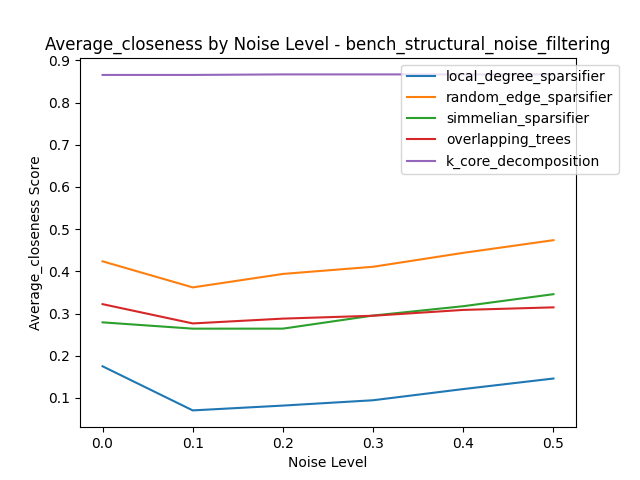 Average_closeness by Noise Level - bench_structural_noise_filtering
local_degree_sparsifier
random_edge_sparsifier
simmelian_sparsifier
overlapping_trees
k_core_decomposition
Average_closeness Score
0.9
0.8
0.7
0.6
0.5
0.4
0.3
0.2
0.1
0.0 0.1 0.2 0.3 0.4 0.5
Noise Level